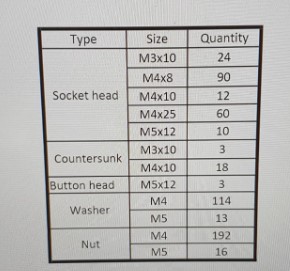 Type Size Quantity
Socket head M3x10 24
M4x8 90
M4x10 12
M4x25 60
M5x12 10
Countersunk M3x10 3
M4x10 18
Button head M5x12 3
Washer M4 114
M5 13
Nut M4 192
M5 16